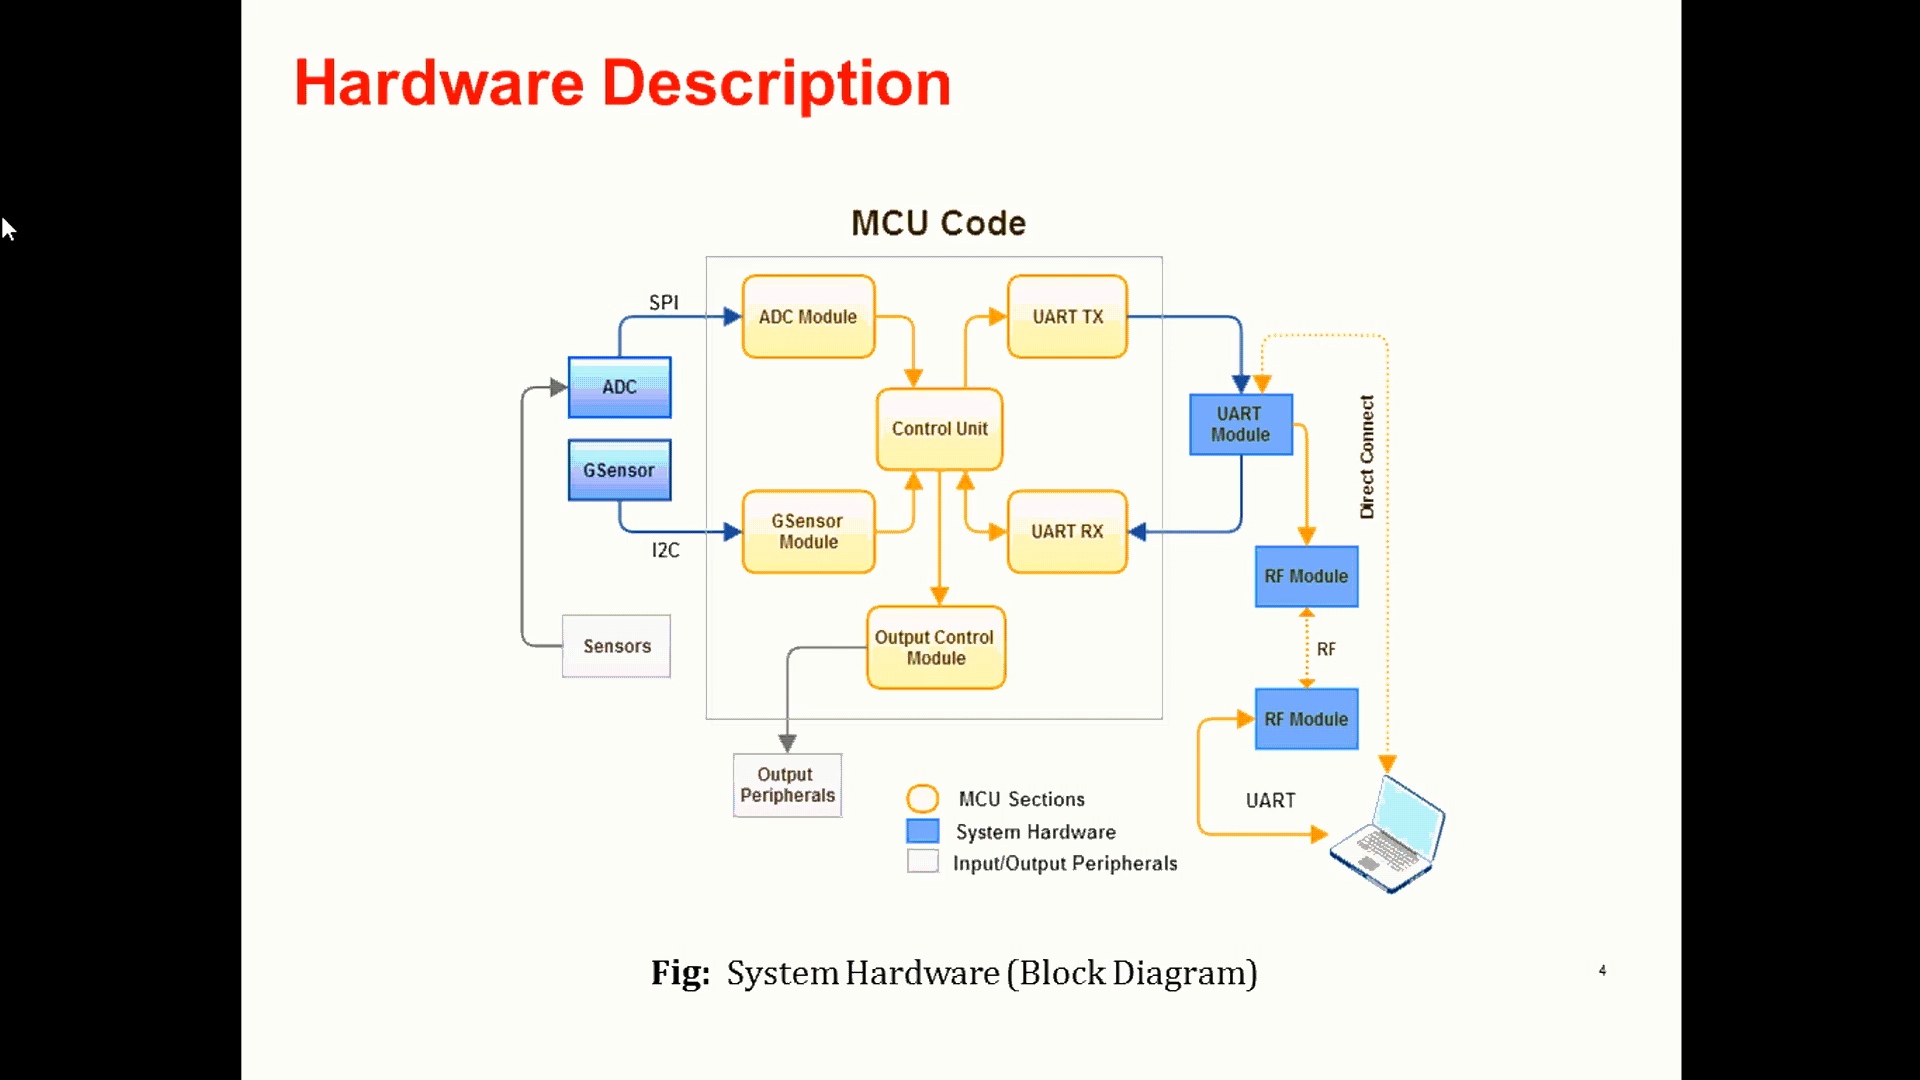 Hardware Description
MCU Code
SPI
ADC Module
UART TX
ADC
UART
Module
Control Unit
Direct Connect
GSensor
GSensor
Module
UART RX
I2C
RF Module
Sensors
Output Control
Module
RF
RF Module
Output
Peripherals
MCU Sections
UART
System Hardware
Input/Output Peripherals
Fig: System Hardware (Block Diagram)
4